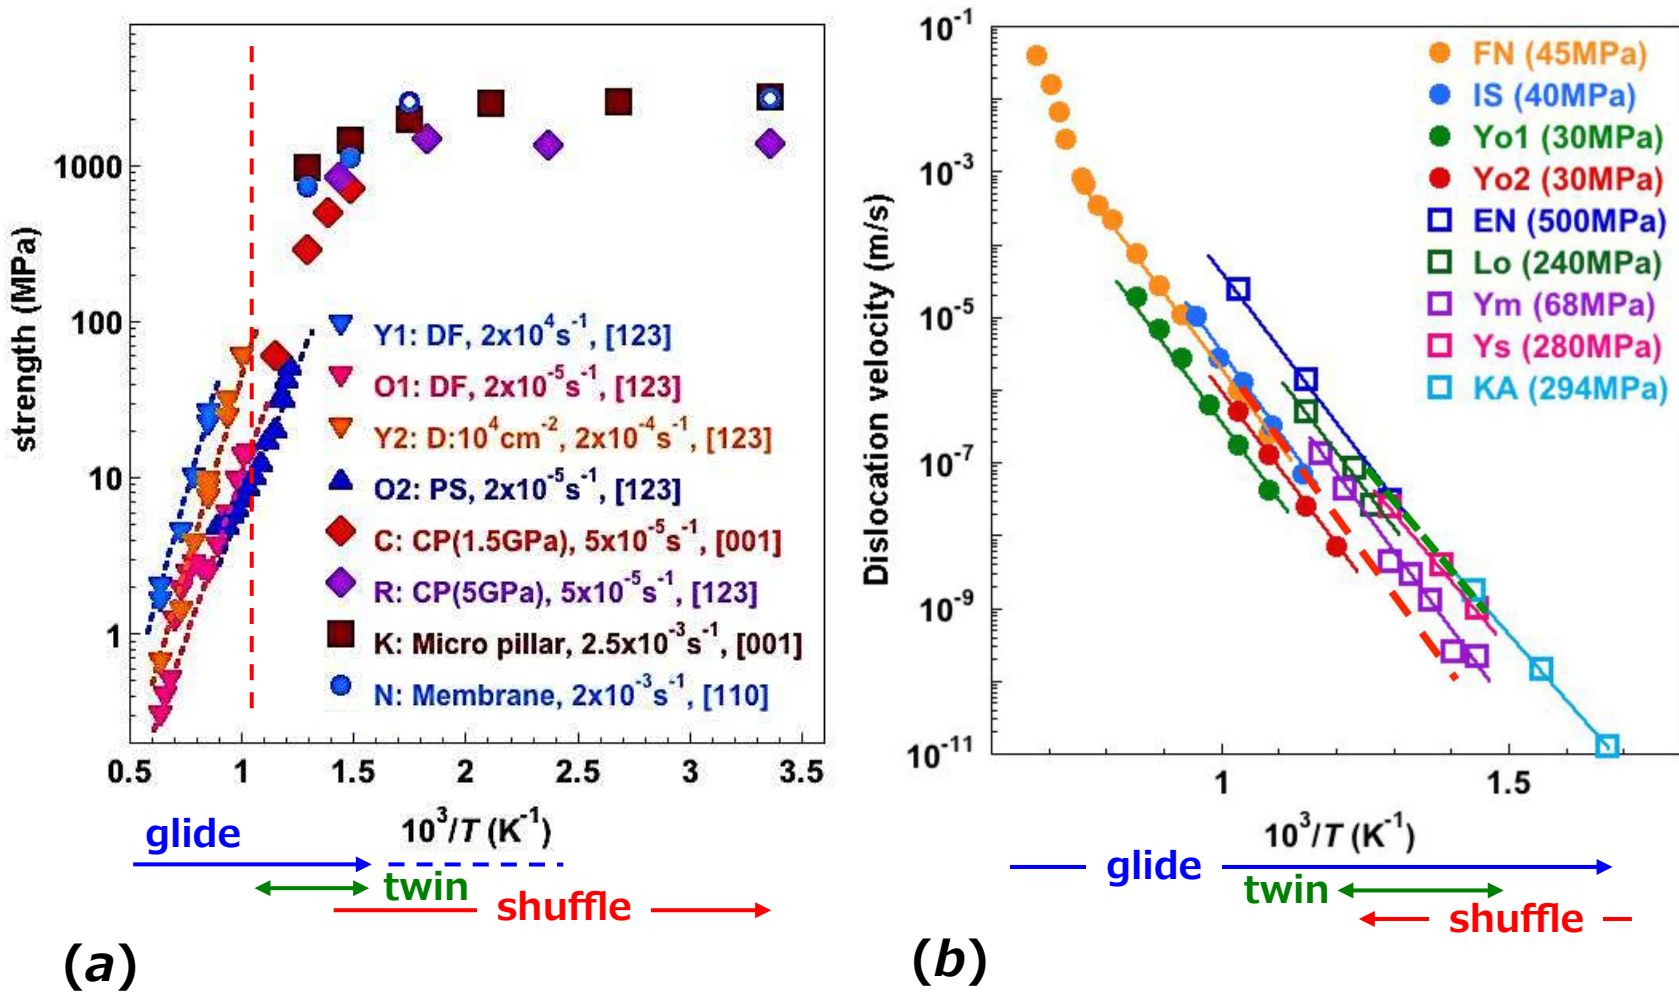 strength (MPa)
1000
100
10
1
0.5
1
1.5
2
2.5
3
3.5
10³/T (K⁻¹)
Y1: DF, 2x10⁴s⁻¹, [123]
O1: DF, 2x10⁻⁵s⁻¹, [123]
Y2: D:10⁴cm⁻², 2x10⁻⁴s⁻¹, [123]
O2: PS, 2x10⁻⁵s⁻¹, [123]
C: CP(1.5GPa), 5x10⁻⁵s⁻¹, [001]
R: CP(5GPa), 5x10⁻⁵s⁻¹, [123]
K: Micro pillar, 2.5x10⁻³s⁻¹, [001]
N: Membrane, 2x10⁻³s⁻¹, [110]
glide
twin
shuffle
(a)
Dislocation velocity (m/s)
10⁻¹
10⁻³
10⁻⁵
10⁻⁷
10⁻⁹
10⁻¹¹
1
1.5
10³/T (K⁻¹)
FN (45MPa)
IS (40MPa)
Yo1 (30MPa)
Yo2 (30MPa)
EN (500MPa)
Lo (240MPa)
Ym (68MPa)
Ys (280MPa)
KA (294MPa)
glide
twin
shuffle
(b)